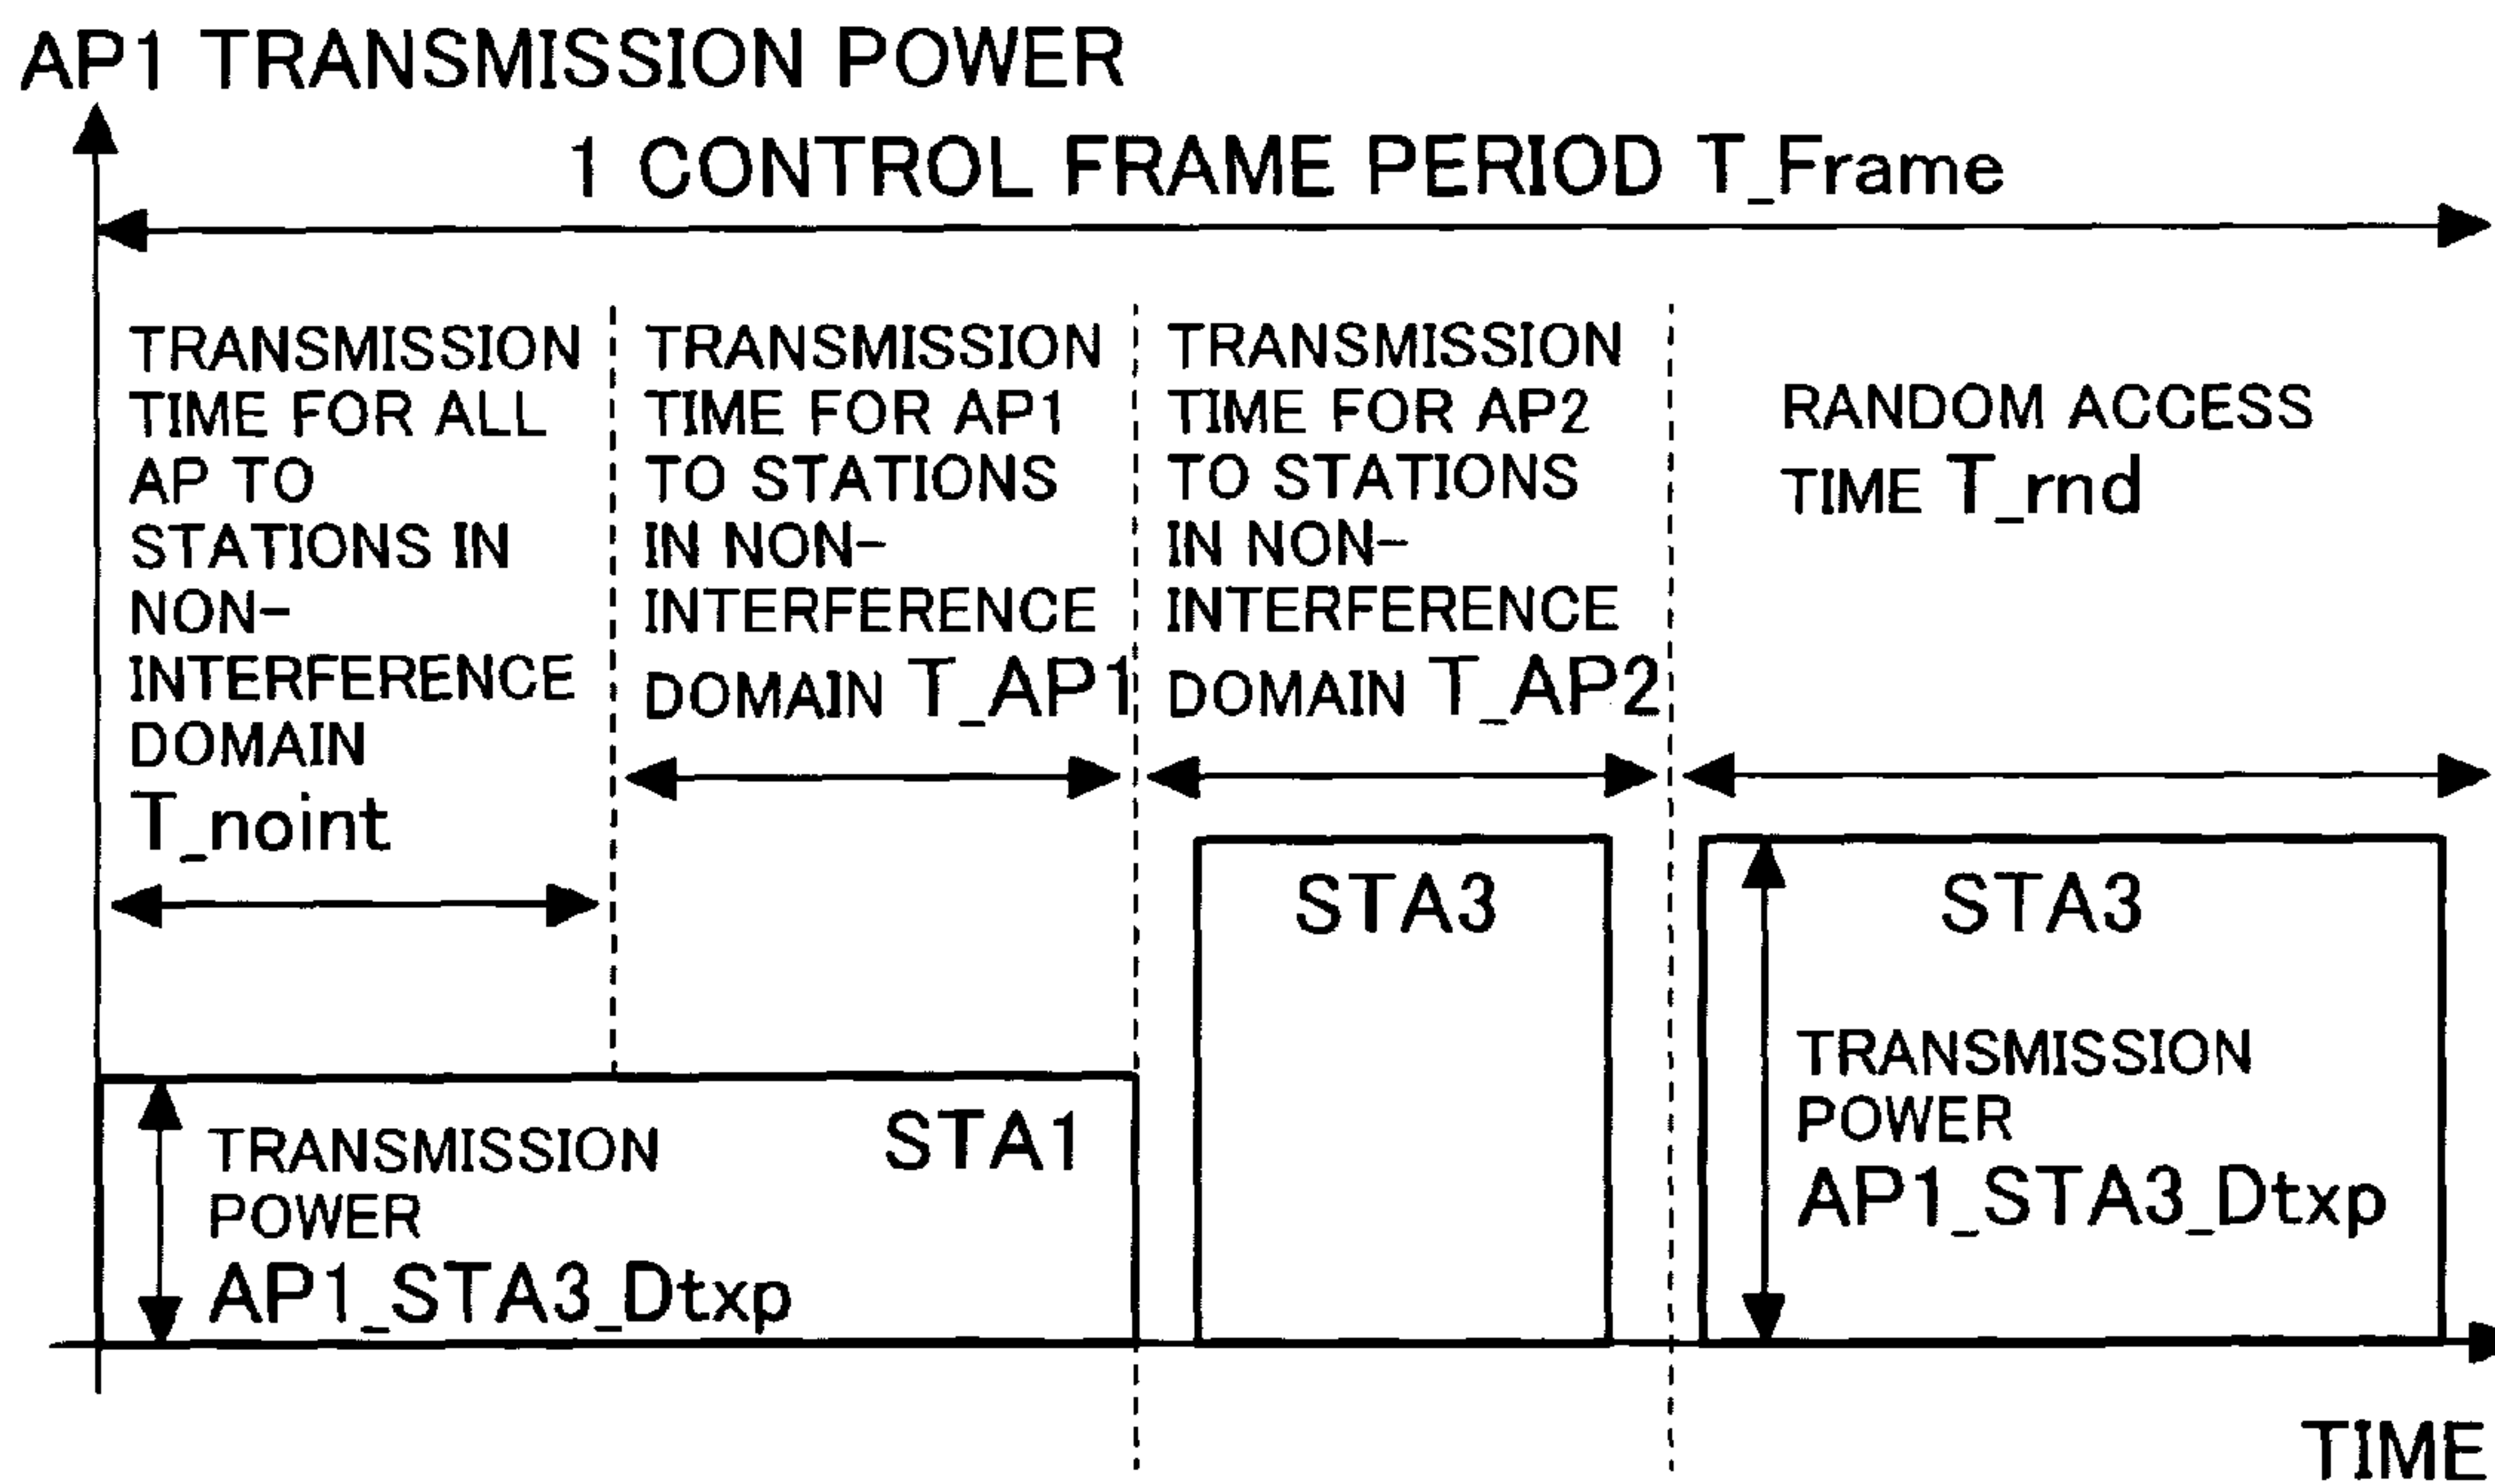 AP1 TRANSMISSION POWER
1 CONTROL FRAME PERIOD T_Frame
TRANSMISSION
TIME FOR ALL
AP TO
STATIONS IN
NON-
INTERFERENCE
DOMAIN
T_noint
TRANSMISSION
TIME FOR AP1
TO STATIONS
IN NON-
INTERFERENCE
DOMAIN T_AP1
TRANSMISSION
TIME FOR AP2
TO STATIONS
IN NON-
INTERFERENCE
DOMAIN T_AP2
RANDOM ACCESS
TIME T_rnd
TRANSMISSION
POWER
AP1_STA3_Dtxp
STA1
STA3
STA3
TRANSMISSION
POWER
AP1_STA3_Dtxp
TIME